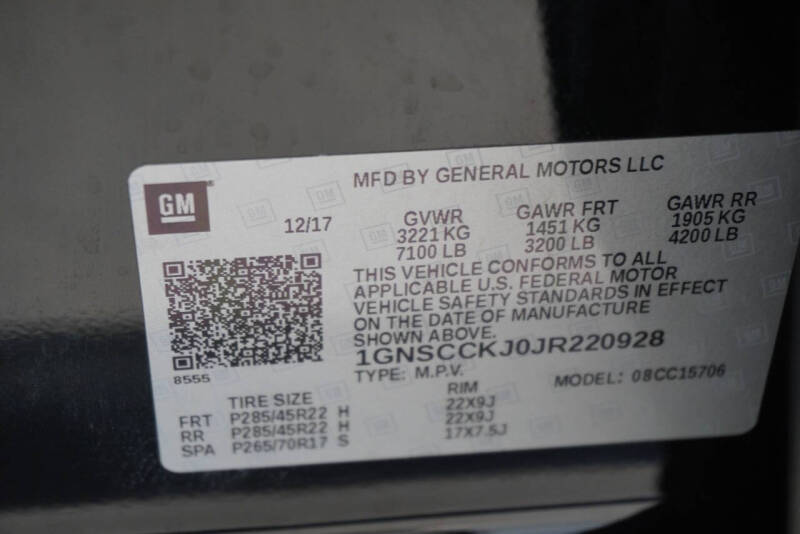 MFD BY GENERAL MOTORS LLC
GM
12/17
GVWR GAWR FRT GAWR RR
3221 KG 1451 KG 1905 KG
7100 LB 3200 LB 4200 LB
THIS VEHICLE CONFORMS TO ALL
APPLICABLE U.S. FEDERAL MOTOR
VEHICLE SAFETY STANDARDS IN EFFECT
ON THE DATE OF MANUFACTURE
SHOWN ABOVE.
1GNSCCKJ0JR220928
8555
TYPE: M.P.V. MODEL: 08CC15706
TIRE SIZE RIM
FRT P285/45R22 H 22X9J
RR P285/45R22 H 22X9J
SPA P265/70R17 S 17X7.5J